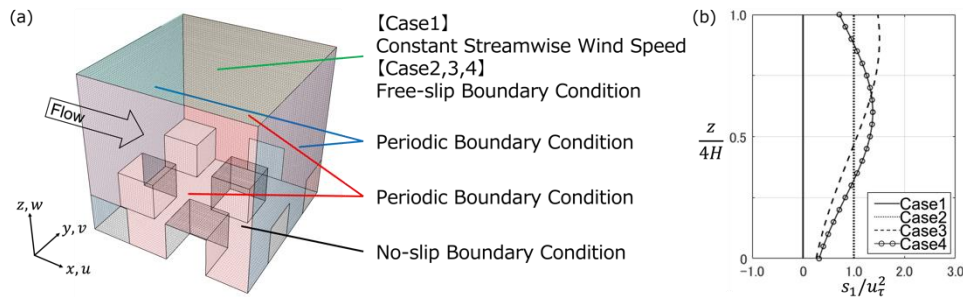 (a)
【Case1】
Constant Streamwise Wind Speed
【Case2,3,4】
Free-slip Boundary Condition
Flow
Periodic Boundary Condition
Periodic Boundary Condition
No-slip Boundary Condition
z, w
y, v
x, u
(b)
1.0
z
4H
0.5
0
Case1
Case2
Case3
Case4
-1.0 0 1.0 2.0 3.0
s₁/u²τ